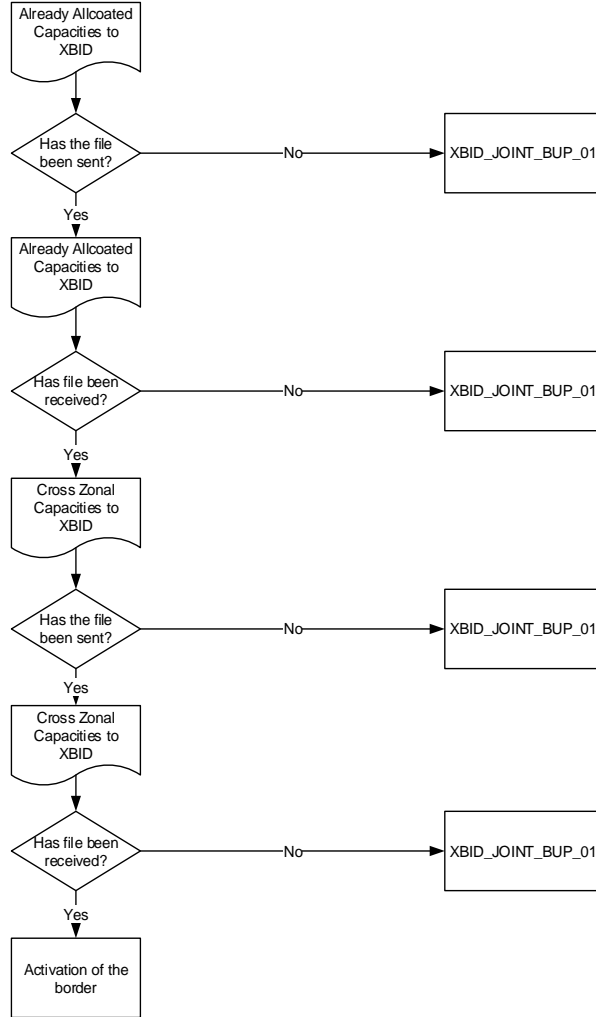 Already Allcoated
Capacities to
XBID
Has the file
been sent?
No
XBID_JOINT_BUP_01
Yes
Already Allcoated
Capacities to
XBID
Has file been
received?
No
XBID_JOINT_BUP_01
Yes
Cross Zonal
Capacities to
XBID
Has the file
been sent?
No
XBID_JOINT_BUP_01
Yes
Cross Zonal
Capacities to
XBID
Has file been
received?
No
XBID_JOINT_BUP_01
Yes
Activation of the
border